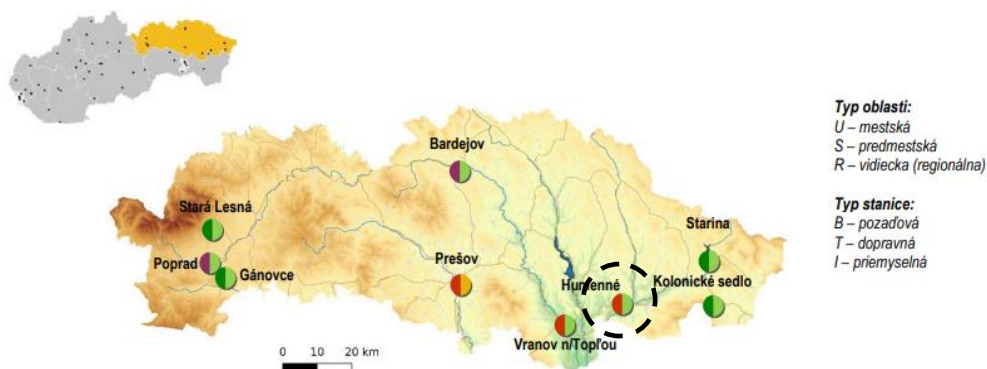 Typ oblasti:
U – mestská
S – predmestská
R – vidiecka (regionálna)
Typ stanice:
B – pozaďová
T – dopravná
I – priemyselná
Bardejov
Stará Lesná
Starina
Poprad
Gánovce
Prešov
Humenné
Kolonické sedlo
Vranov n/Topľou
0 10 20 km